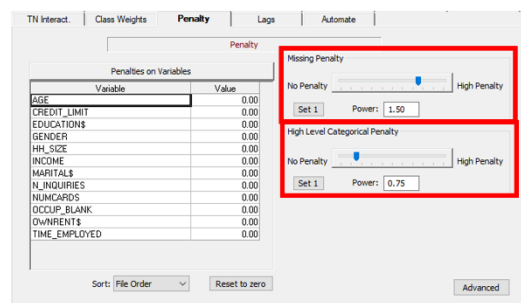 TN Interact. Class Weights Penalty Lags Automate
Penalty
Penalties on Variables
Variable Value
AGE 0.00
CREDIT_LIMIT 0.00
EDUCATION$ 0.00
GENDER 0.00
HH_SIZE 0.00
INCOME 0.00
MARITAL$ 0.00
N_INQUIRIES 0.00
NUMCARDS 0.00
OCCUP_BLANK 0.00
OWNRENT$ 0.00
TIME_EMPLOYED 0.00
Sort: File Order Reset to zero
Missing Penalty
No Penalty High Penalty
Set 1 Power: 1.50
High Level Categorical Penalty
No Penalty High Penalty
Set 1 Power: 0.75
Advanced